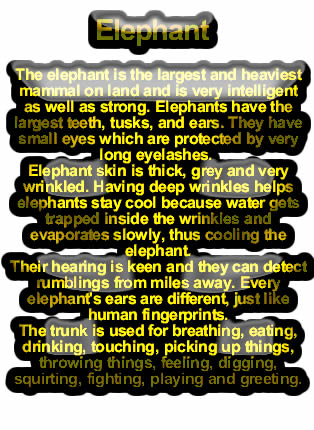 Elephant
The elephant is the largest and heaviest
mammal on land and is very intelligent
as well as strong. Elephants have the
largest teeth, tusks, and ears. They have
small eyes which are protected by very
long eyelashes.
Elephant skin is thick, grey and very
wrinkled. Having deep wrinkles helps
elephants stay cool because water gets
trapped inside the wrinkles and
evaporates slowly, thus cooling the
elephant.
Their hearing is keen and they can detect
rumblings from miles away. Every
elephant's ears are different, just like
human fingerprints.
The trunk is used for breathing, eating,
drinking, touching, picking up things,
throwing things, feeling, digging,
squirting, fighting, playing and greeting.